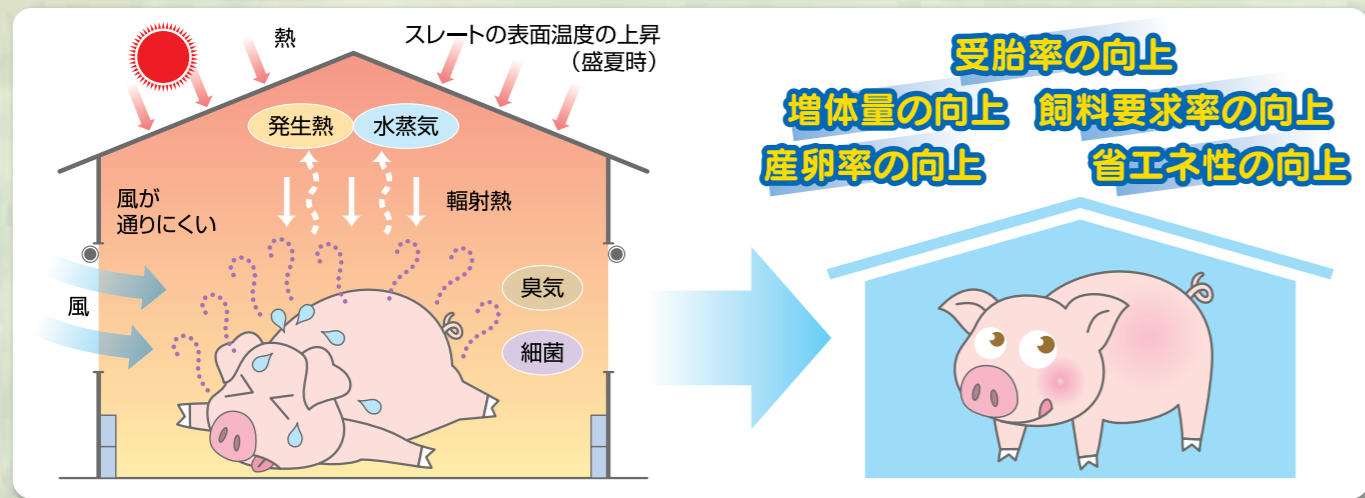 熱
スレートの表面温度の上昇
（盛夏時）
発生熱
水蒸気
風が
通りにくい
輻射熱
風
臭気
細菌
受胎率の向上
増体量の向上 飼料要求率の向上
産卵率の向上 省エネ性の向上